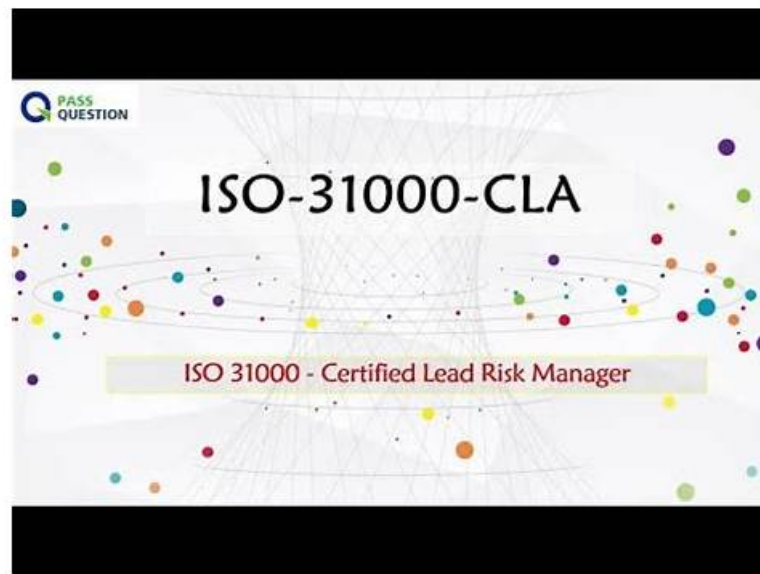 PASS
QUESTION
ISO-31000-CLA
ISO 31000 - Certified Lead Risk Manager